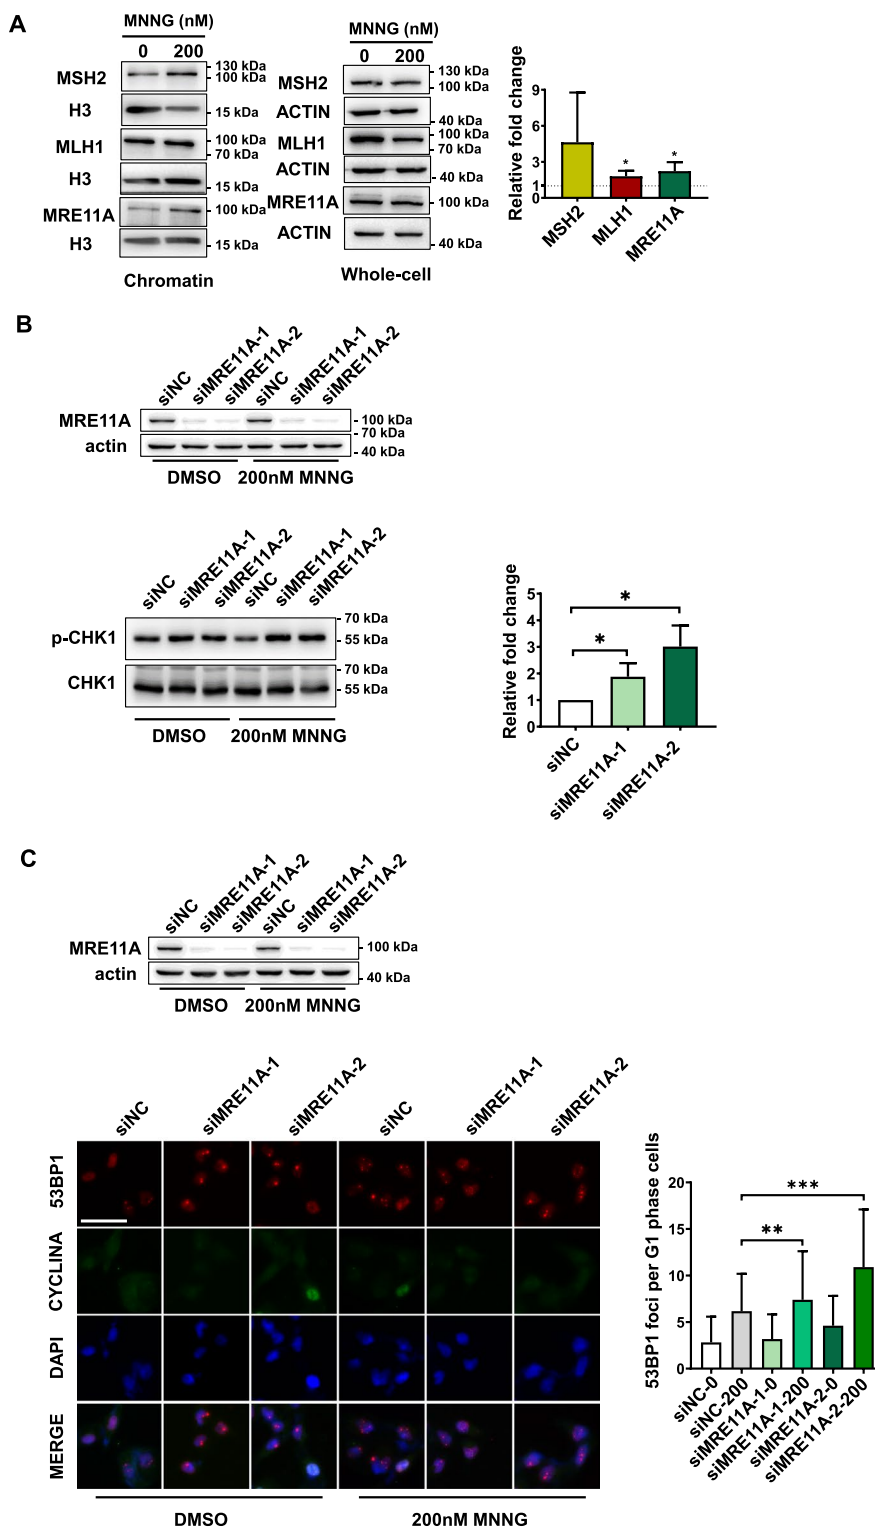 A
MNNG (nM)
0 200
MSH2
130 kDa
100 kDa
H3
15 kDa
MLH1
100 kDa
70 kDa
H3
15 kDa
MRE11A
100 kDa
H3
15 kDa
Chromatin
MNNG (nM)
0 200
MSH2
130 kDa
100 kDa
ACTIN
40 kDa
MLH1
100 kDa
70 kDa
ACTIN
40 kDa
MRE11A
100 kDa
ACTIN
40 kDa
Whole-cell
Relative fold change
9
6
3
1
0
* *
MSH2
MLH1
MRE11A
B
siNC siMRE11A-1 siMRE11A-2 siNC siMRE11A-1 siMRE11A-2
MRE11A
100 kDa
70 kDa
actin
40 kDa
DMSO 200nM MNNG
siNC siMRE11A-1 siMRE11A-2 siNC siMRE11A-1 siMRE11A-2
p-CHK1
70 kDa
55 kDa
CHK1
70 kDa
55 kDa
DMSO 200nM MNNG
Relative fold change
5
4
3
2
1
0
*
*
siNC
siMRE11A-1
siMRE11A-2
C
siNC siMRE11A-1 siMRE11A-2 siNC siMRE11A-1 siMRE11A-2
MRE11A
100 kDa
actin
40 kDa
DMSO 200nM MNNG
siNC siMRE11A-1 siMRE11A-2 siNC siMRE11A-1 siMRE11A-2
53BP1
CYCLINA
DAPI
MERGE
DMSO 200nM MNNG
53BP1 foci per G1 phase cells
20
15
10
5
0
***
**
siNC-0
siNC-200
siMRE11A-1-0
siMRE11A-1-200
siMRE11A-2-0
siMRE11A-2-200